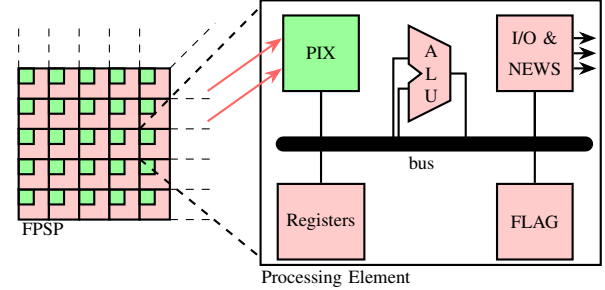 PIX
A
L
U
I/O &
NEWS
bus
Registers
FLAG
FPSP
Processing Element